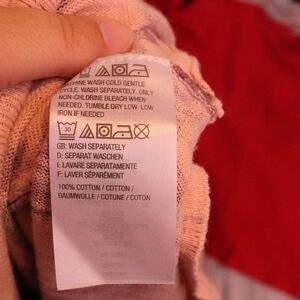 MACHINE WASH COLD GENTLE
CYCLE. WASH SEPARATELY. ONLY
NON-CHLORINE BLEACH WHEN
NEEDED. TUMBLE DRY LOW. LOW
IRON IF NEEDED
30
GB: WASH SEPARATELY
D: SEPARAT WASCHEN
I: LAVARE SEPARATAMENTE
F: LAVER SÉPARÉMENT
100% COTTON / COTTON /
BAUMWOLLE / COTONE / COTON